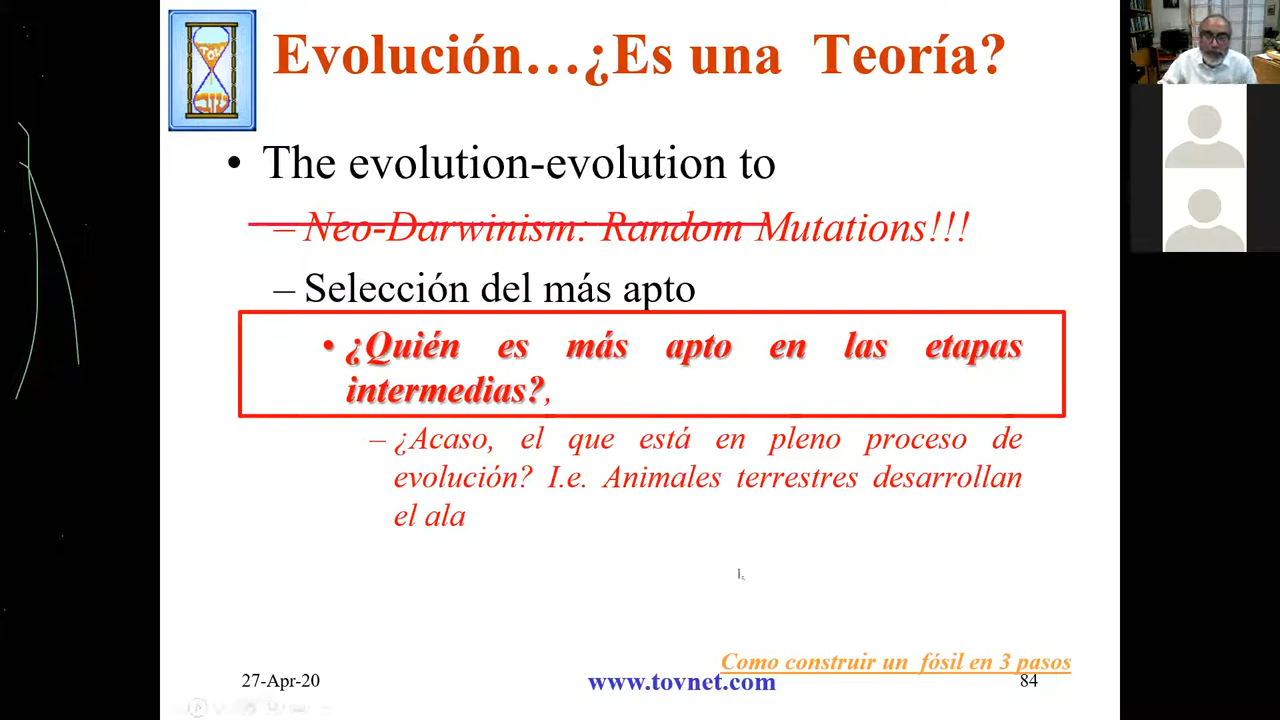 Evolución…¿Es una Teoría?
• The evolution-evolution to
– Neo-Darwinism: Random Mutations!!!
– Selección del más apto
• ¿Quién es más apto en las etapas
intermedias?,
– ¿Acaso, el que está en pleno proceso de
evolución? I.e. Animales terrestres desarrollan
el ala
Como construir un fósil en 3 pasos
27-Apr-20
www.tovnet.com
84